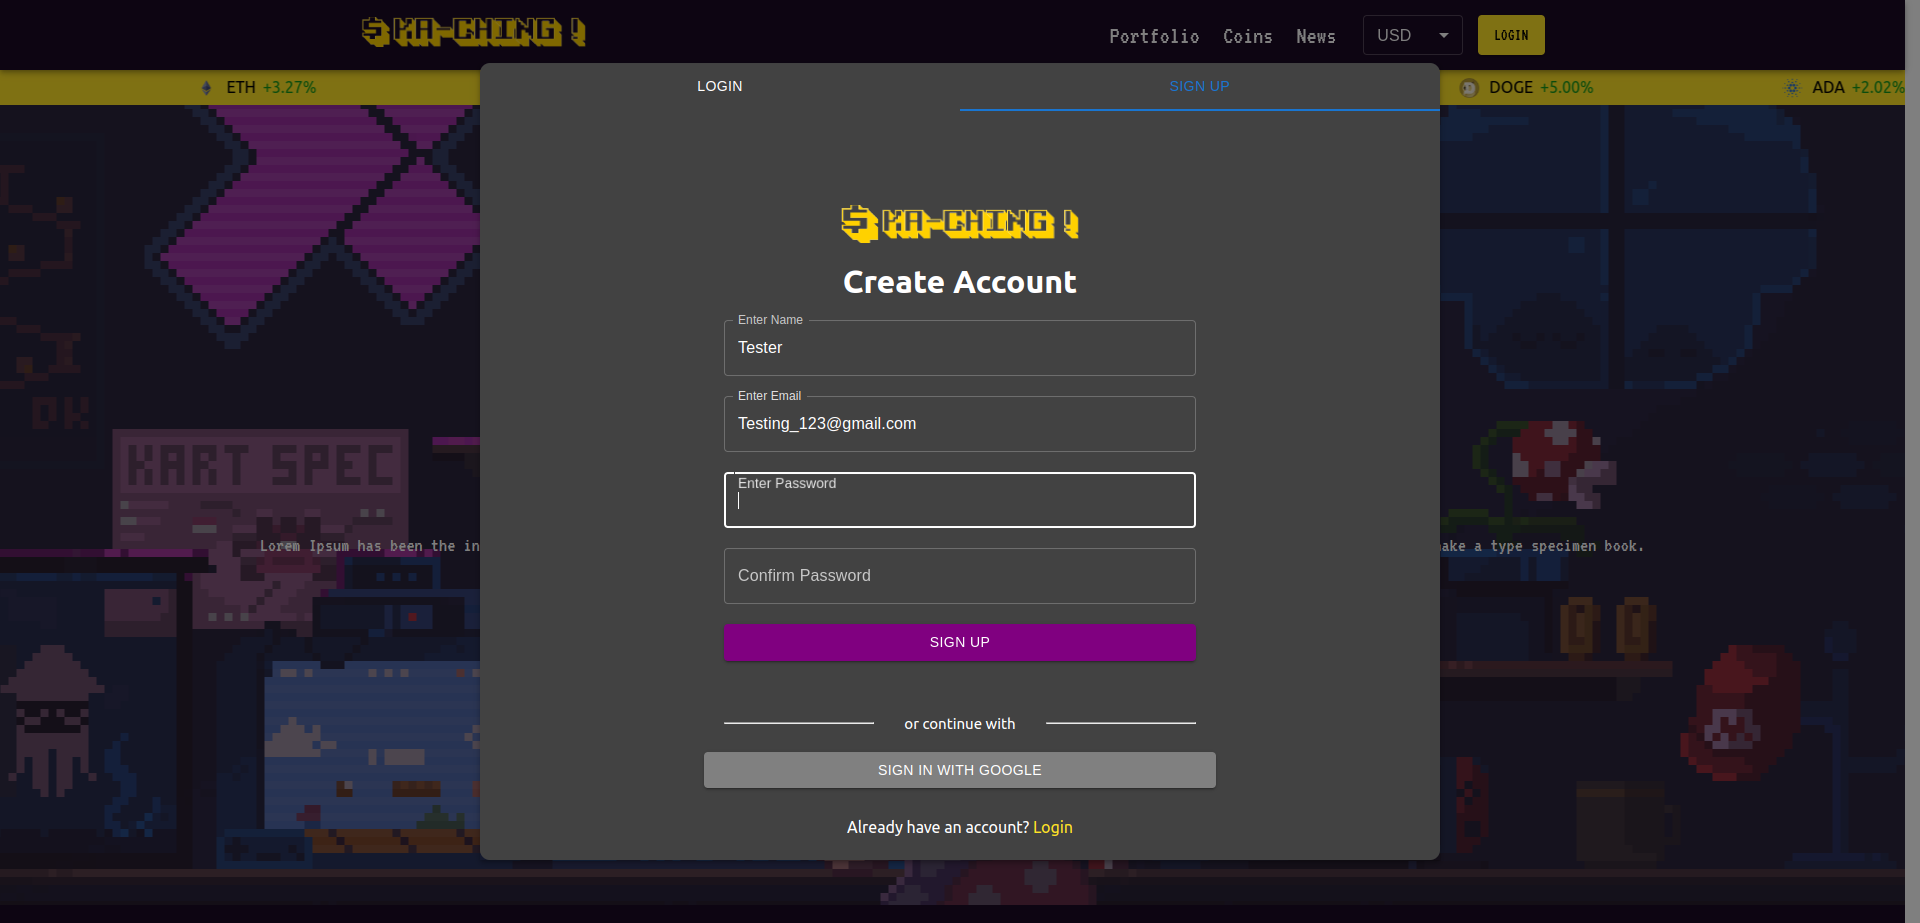 $ KA-CHING !
Portfolio Coins News USD LOGIN
ETH +3.27% DOGE +5.00% ADA +2.02%
LOGIN SIGN UP
$ KA-CHING !
Create Account
Enter Name
Tester
Enter Email
Testing_123@gmail.com
Enter Password
Confirm Password
SIGN UP
or continue with
SIGN IN WITH GOOGLE
Already have an account? Login
DK
KART SPEC
Lorem Ipsum has been the in
ake a type specimen book.